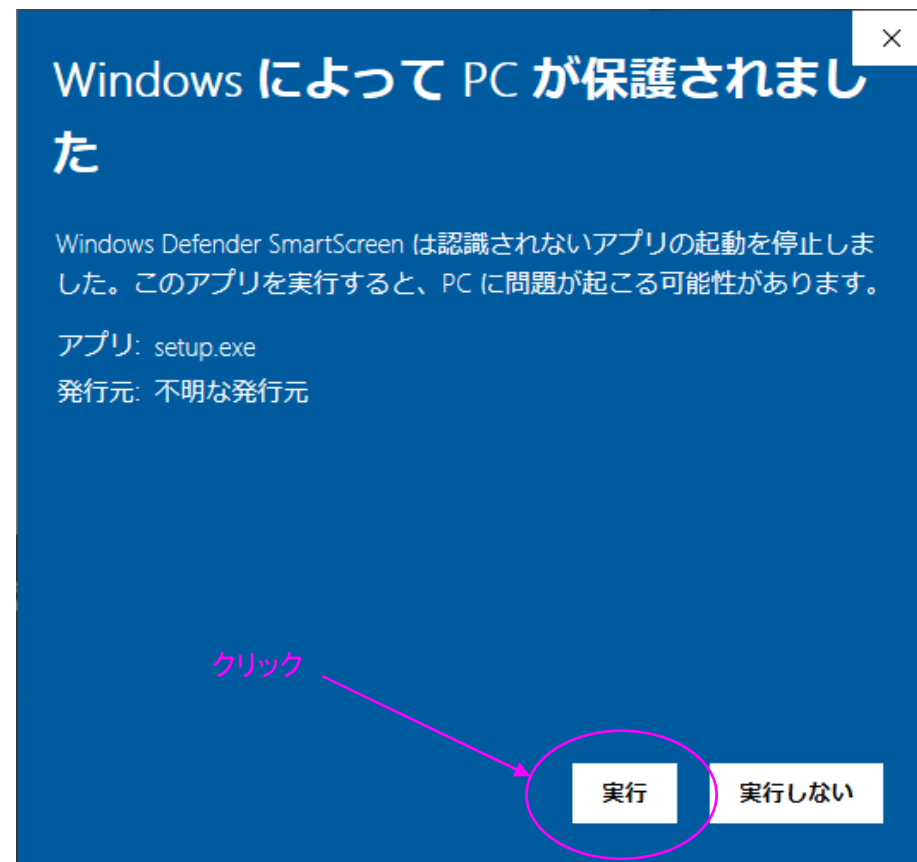 Windows によって PC が保護されまし
た
Windows Defender SmartScreen は認識されないアプリの起動を停止しま
した。このアプリを実行すると、PC に問題が起こる可能性があります。
アプリ: setup.exe
発行元: 不明な発行元
クリック
実行 実行しない